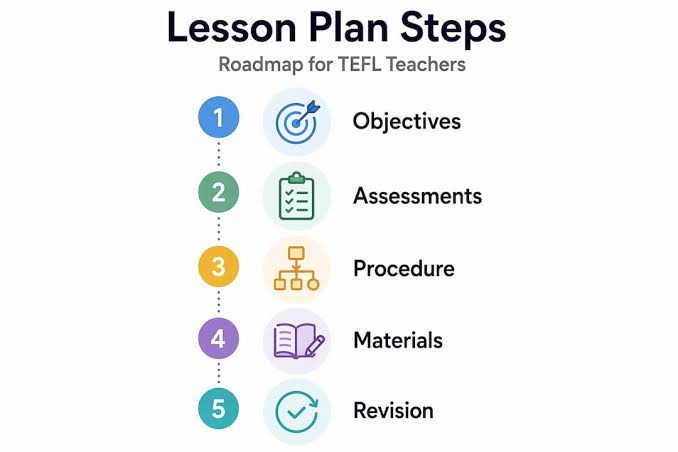 Lesson Plan Steps
Roadmap for TEFL Teachers
1 Objectives
2 Assessments
3 Procedure
4 Materials
5 Revision